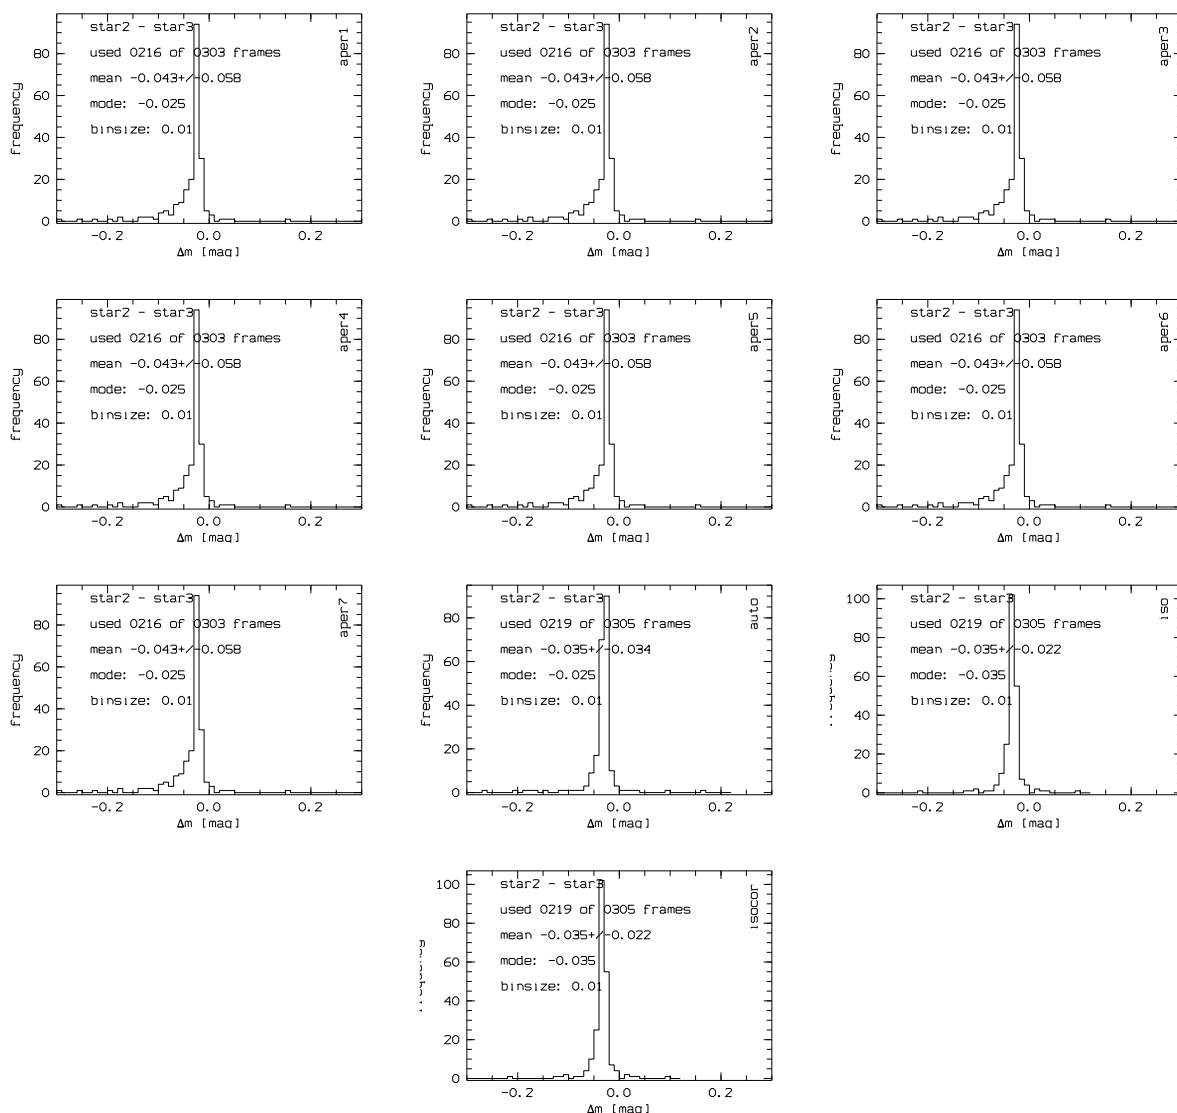 star2 - star3
used 0216 of 0303 frames
mean -0.043+/-0.058
mode: -0.025
binsize: 0.01
aper1
frequency
80
60
40
20
0
-0.2 0.0 0.2
Δm [mag]
star2 - star3
used 0216 of 0303 frames
mean -0.043+/-0.058
mode: -0.025
binsize: 0.01
aper2
frequency
80
60
40
20
0
-0.2 0.0 0.2
Δm [mag]
star2 - star3
used 0216 of 0303 frames
mean -0.043+/-0.058
mode: -0.025
binsize: 0.01
aper3
frequency
80
60
40
20
0
-0.2 0.0 0.2
Δm [mag]
star2 - star3
used 0216 of 0303 frames
mean -0.043+/-0.058
mode: -0.025
binsize: 0.01
aper4
frequency
80
60
40
20
0
-0.2 0.0 0.2
Δm [mag]
star2 - star3
used 0216 of 0303 frames
mean -0.043+/-0.058
mode: -0.025
binsize: 0.01
aper5
frequency
80
60
40
20
0
-0.2 0.0 0.2
Δm [mag]
star2 - star3
used 0216 of 0303 frames
mean -0.043+/-0.058
mode: -0.025
binsize: 0.01
aper6
frequency
80
60
40
20
0
-0.2 0.0 0.2
Δm [mag]
star2 - star3
used 0216 of 0303 frames
mean -0.043+/-0.058
mode: -0.025
binsize: 0.01
aper7
frequency
80
60
40
20
0
-0.2 0.0 0.2
Δm [mag]
star2 - star3
used 0219 of 0305 frames
mean -0.035+/-0.034
mode: -0.025
binsize: 0.01
auto
frequency
80
60
40
20
0
-0.2 0.0 0.2
Δm [mag]
star2 - star3
used 0219 of 0305 frames
mean -0.035+/-0.022
mode: -0.035
binsize: 0.01
iso
frequency
100
80
60
40
20
0
-0.2 0.0 0.2
Δm [mag]
star2 - star3
used 0219 of 0305 frames
mean -0.035+/-0.022
mode: -0.035
binsize: 0.01
isocor
frequency
100
80
60
40
20
0
-0.2 0.0 0.2
Δm [mag]